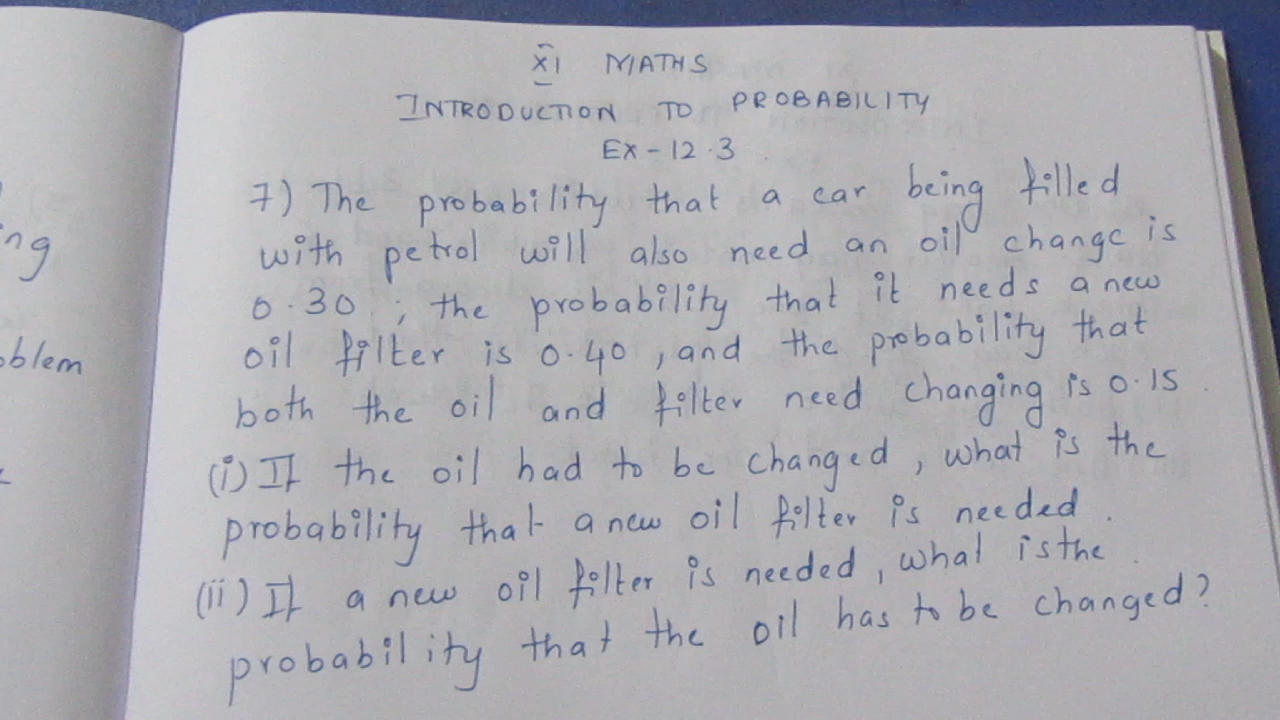 XI MATHS
INTRODUCTION TO PROBABILITY
Ex - 12.3
7) The probability that a car being filled
with petrol will also need an oil change is
0.30 ; the probability that it needs a new
oil filter is 0.40 , and the probability that
both the oil and filter need changing is 0.15
(i) If the oil had to be changed , what is the
probability that a new oil filter is needed .
(ii) If a new oil filter is needed , what is the
probability that the oil has to be changed ?
ng
oblem